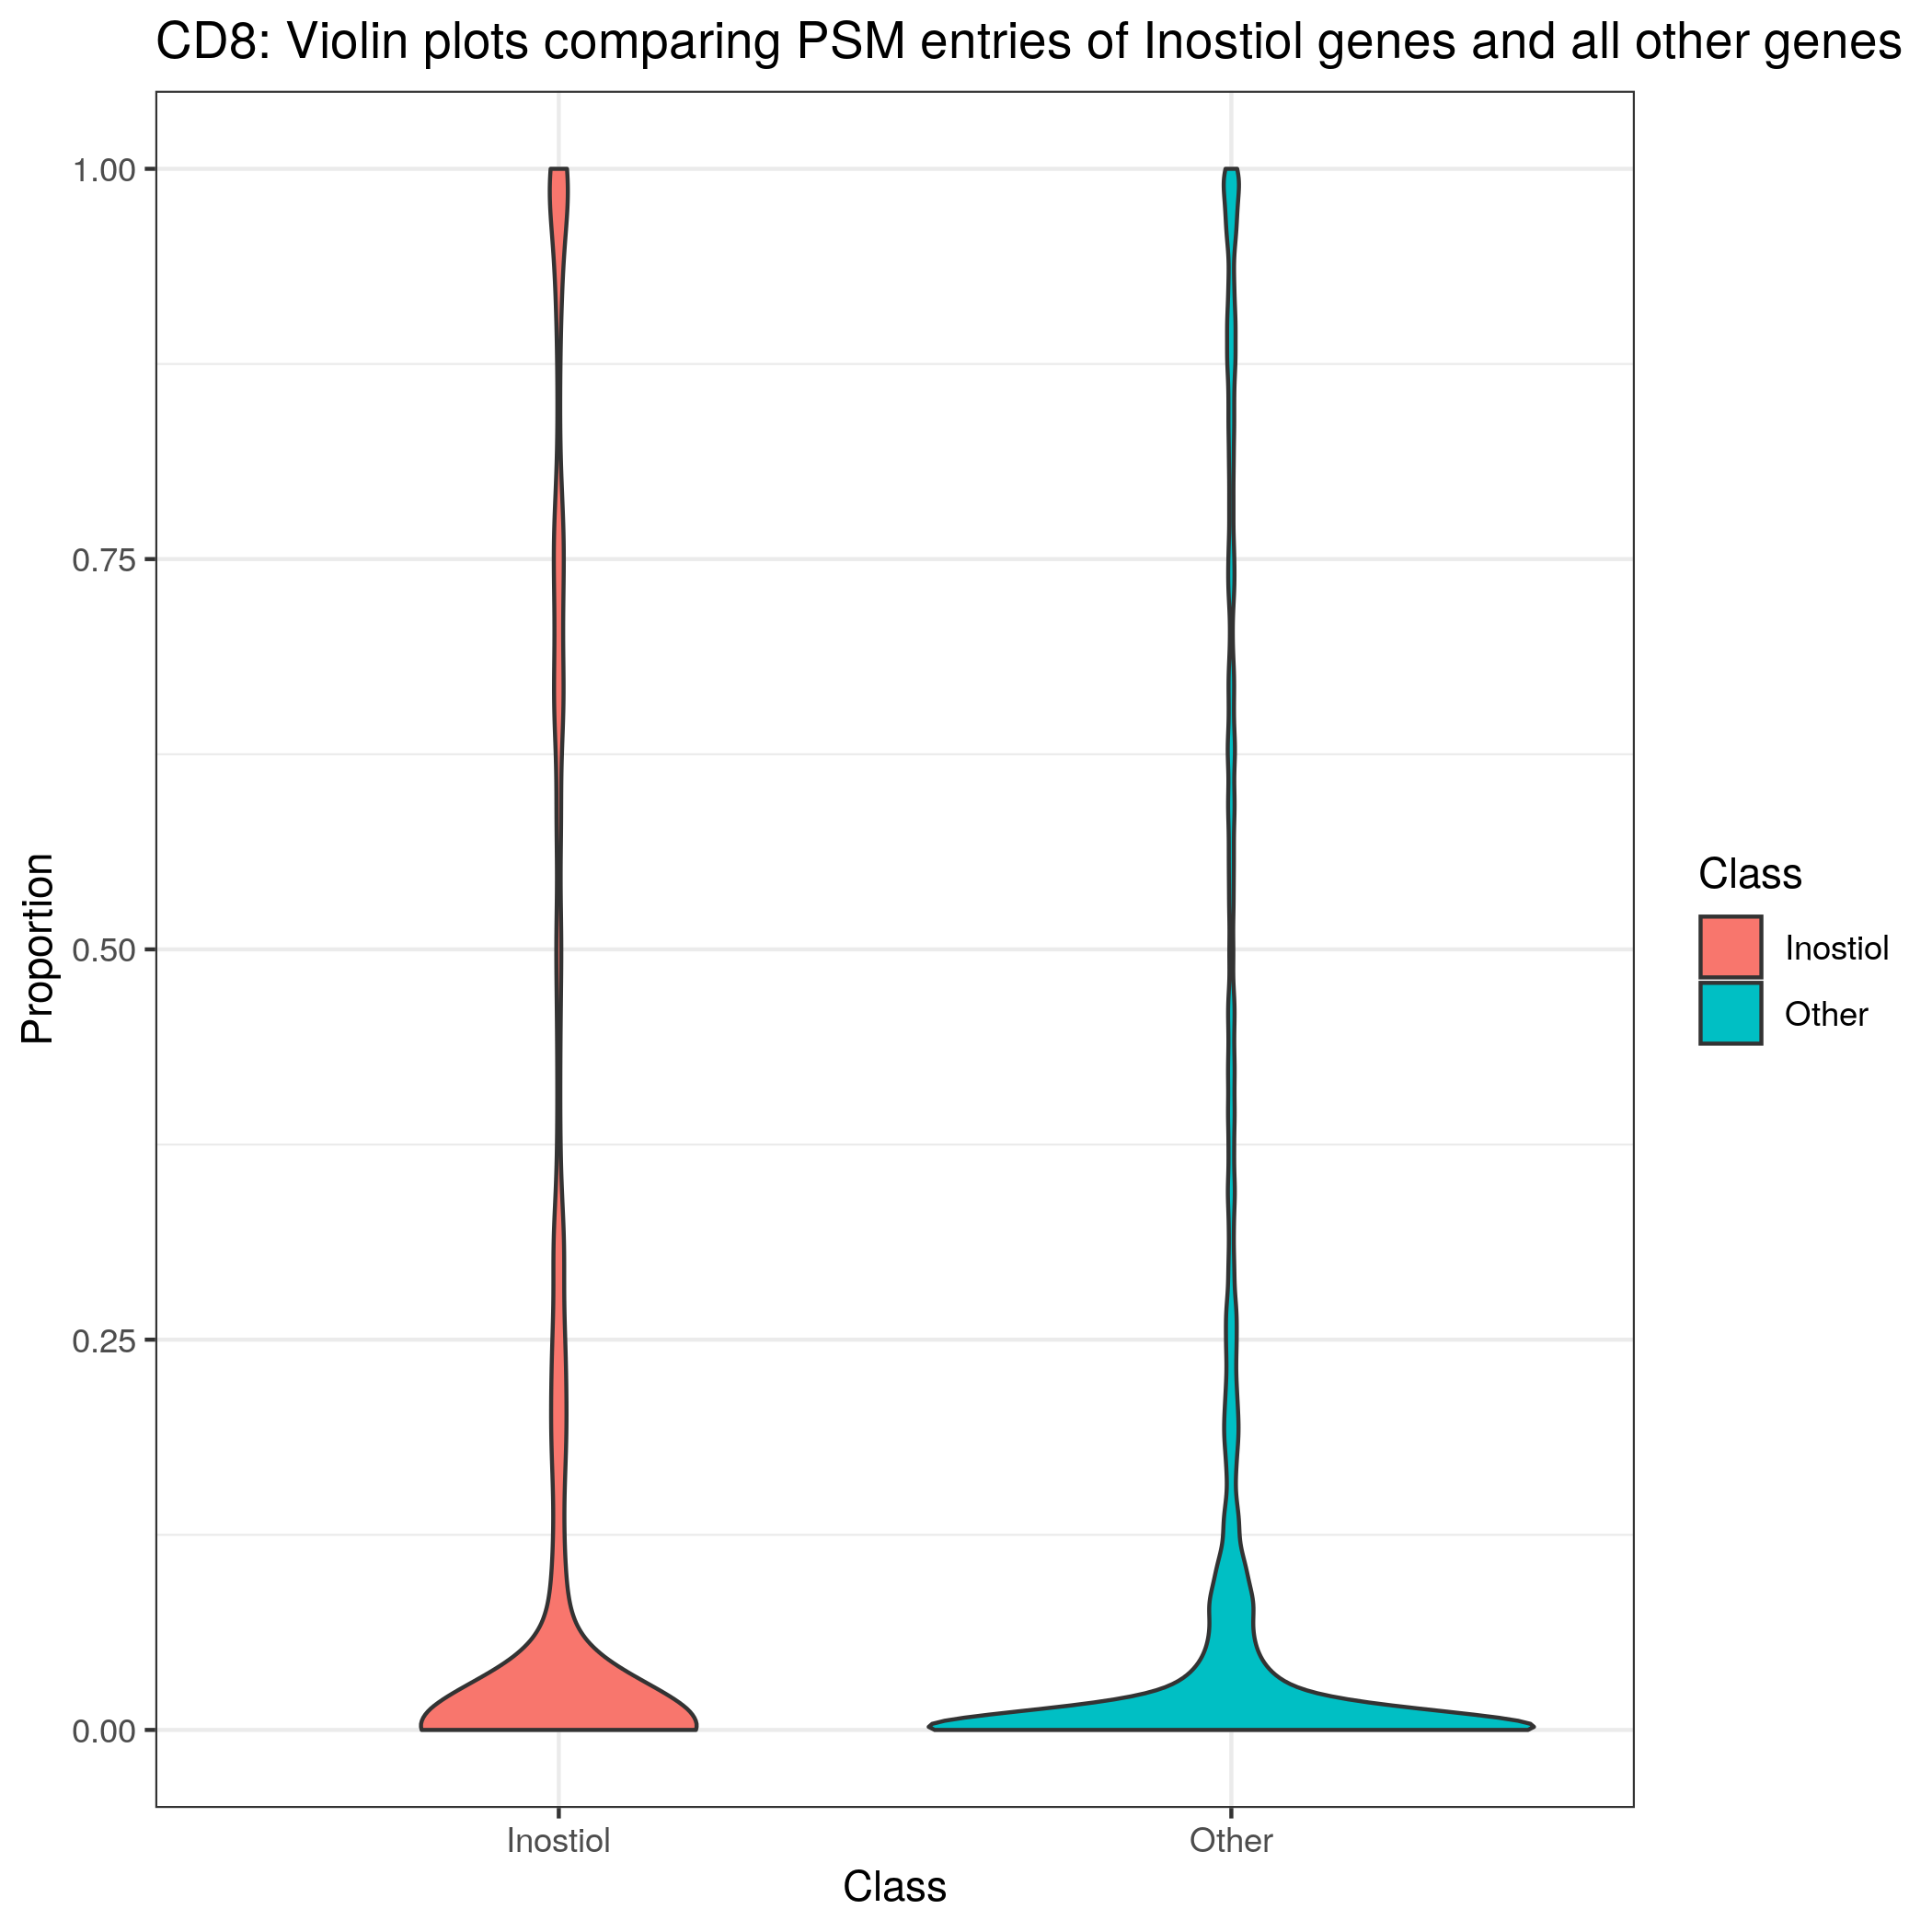 CD8: Violin plots comparing PSM entries of Inostiol genes and all other genes
1.00
0.75
0.50
0.25
0.00
Proportion
Inostiol
Other
Class
Class
Inostiol
Other